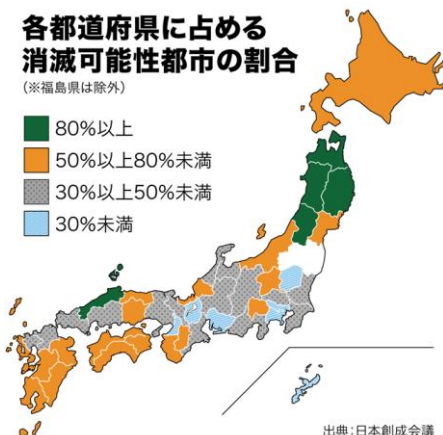 各都道府県に占める
消滅可能性都市の割合
(※福島県は除外)
80%以上
50%以上80%未満
30%以上50%未満
30%未満
出典:日本創成会議